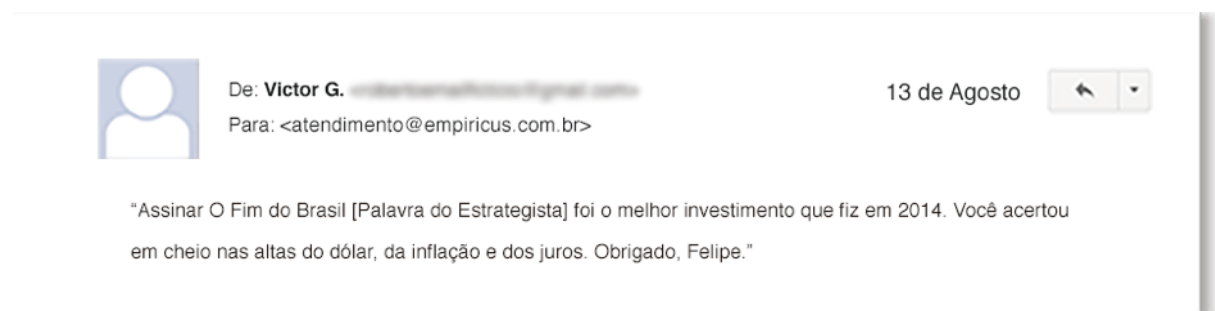 De: Victor G.
13 de Agosto
Para: <atendimento@empiricus.com.br>
“Assinar O Fim do Brasil [Palavra do Estrategista] foi o melhor investimento que fiz em 2014. Você acertou
em cheio nas altas do dólar, da inflação e dos juros. Obrigado, Felipe.”